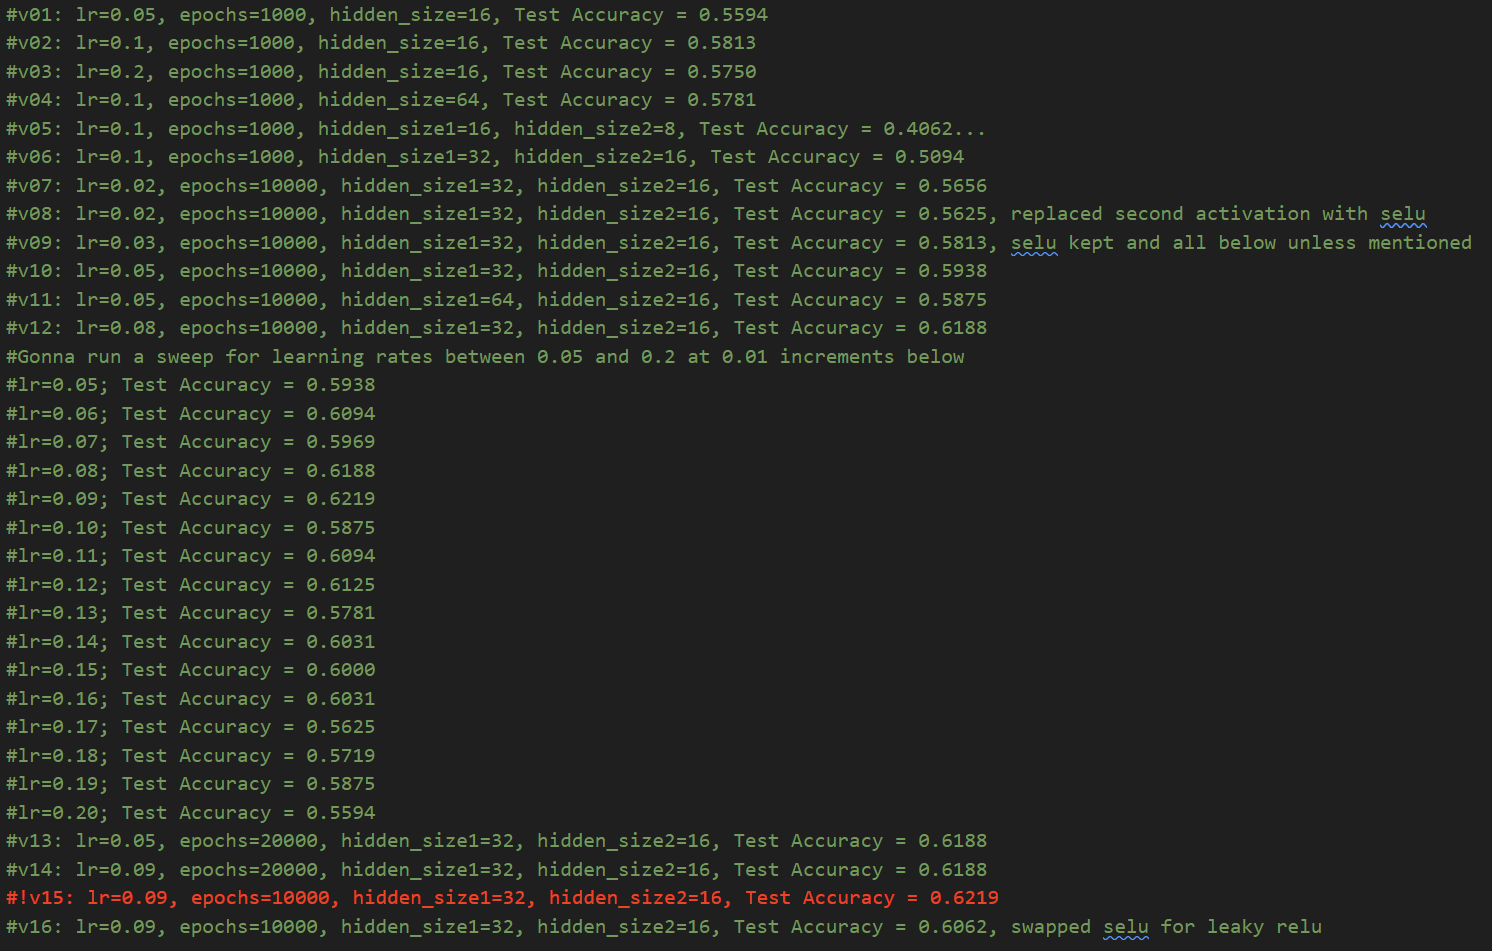 #v01: lr=0.05, epochs=1000, hidden_size=16, Test Accuracy = 0.5594
#v02: lr=0.1, epochs=1000, hidden_size=16, Test Accuracy = 0.5813
#v03: lr=0.2, epochs=1000, hidden_size=16, Test Accuracy = 0.5750
#v04: lr=0.1, epochs=1000, hidden_size=64, Test Accuracy = 0.5781
#v05: lr=0.1, epochs=1000, hidden_size1=16, hidden_size2=8, Test Accuracy = 0.4062...
#v06: lr=0.1, epochs=1000, hidden_size1=32, hidden_size2=16, Test Accuracy = 0.5094
#v07: lr=0.02, epochs=10000, hidden_size1=32, hidden_size2=16, Test Accuracy = 0.5656
#v08: lr=0.02, epochs=10000, hidden_size1=32, hidden_size2=16, Test Accuracy = 0.5625, replaced second activation with selu
#v09: lr=0.03, epochs=10000, hidden_size1=32, hidden_size2=16, Test Accuracy = 0.5813, selu kept and all below unless mentioned
#v10: lr=0.05, epochs=10000, hidden_size1=32, hidden_size2=16, Test Accuracy = 0.5938
#v11: lr=0.05, epochs=10000, hidden_size1=64, hidden_size2=16, Test Accuracy = 0.5875
#v12: lr=0.08, epochs=10000, hidden_size1=32, hidden_size2=16, Test Accuracy = 0.6188
#Gonna run a sweep for learning rates between 0.05 and 0.2 at 0.01 increments below
#lr=0.05; Test Accuracy = 0.5938
#lr=0.06; Test Accuracy = 0.6094
#lr=0.07; Test Accuracy = 0.5969
#lr=0.08; Test Accuracy = 0.6188
#lr=0.09; Test Accuracy = 0.6219
#lr=0.10; Test Accuracy = 0.5875
#lr=0.11; Test Accuracy = 0.6094
#lr=0.12; Test Accuracy = 0.6125
#lr=0.13; Test Accuracy = 0.5781
#lr=0.14; Test Accuracy = 0.6031
#lr=0.15; Test Accuracy = 0.6000
#lr=0.16; Test Accuracy = 0.6031
#lr=0.17; Test Accuracy = 0.5625
#lr=0.18; Test Accuracy = 0.5719
#lr=0.19; Test Accuracy = 0.5875
#lr=0.20; Test Accuracy = 0.5594
#v13: lr=0.05, epochs=20000, hidden_size1=32, hidden_size2=16, Test Accuracy = 0.6188
#v14: lr=0.09, epochs=20000, hidden_size1=32, hidden_size2=16, Test Accuracy = 0.6188
#!v15: lr=0.09, epochs=10000, hidden_size1=32, hidden_size2=16, Test Accuracy = 0.6219
#v16: lr=0.09, epochs=10000, hidden_size1=32, hidden_size2=16, Test Accuracy = 0.6062, swapped selu for leaky relu